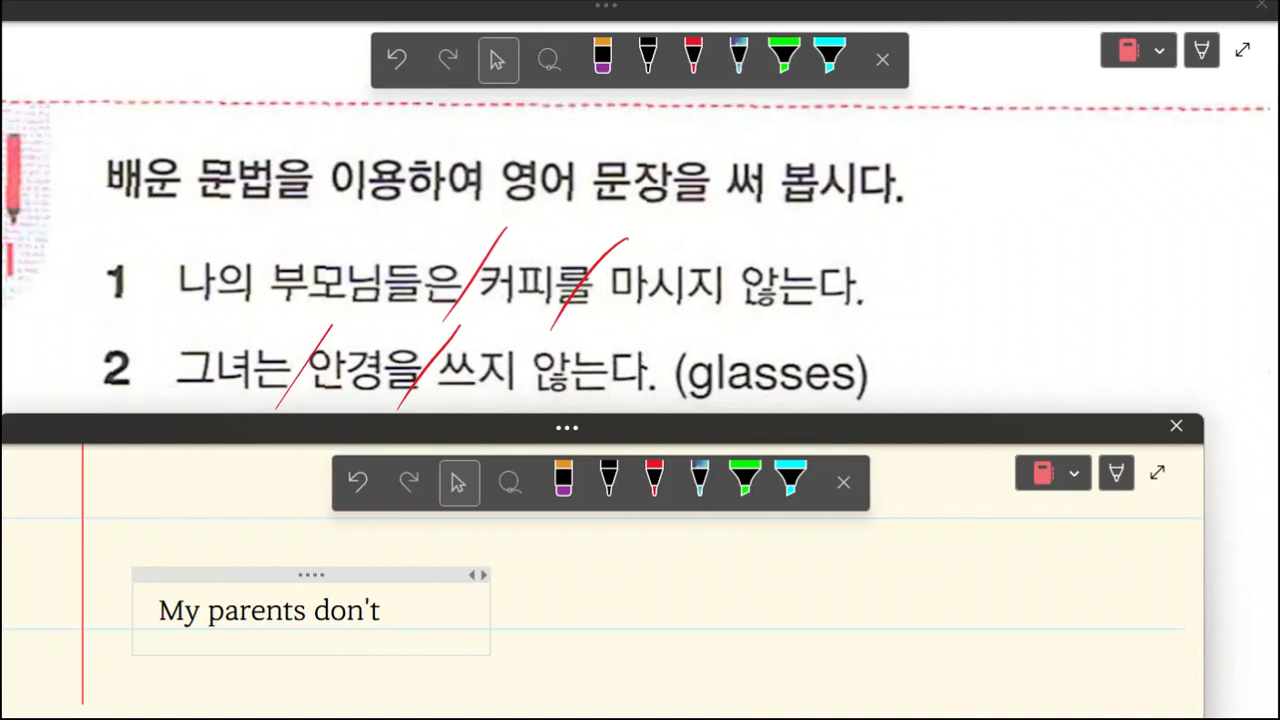 배운 문법을 이용하여 영어 문장을 써 봅시다.
1 나의 부모님들은 커피를 마시지 않는다.
2 그녀는 안경을 쓰지 않는다. (glasses)
My parents don't